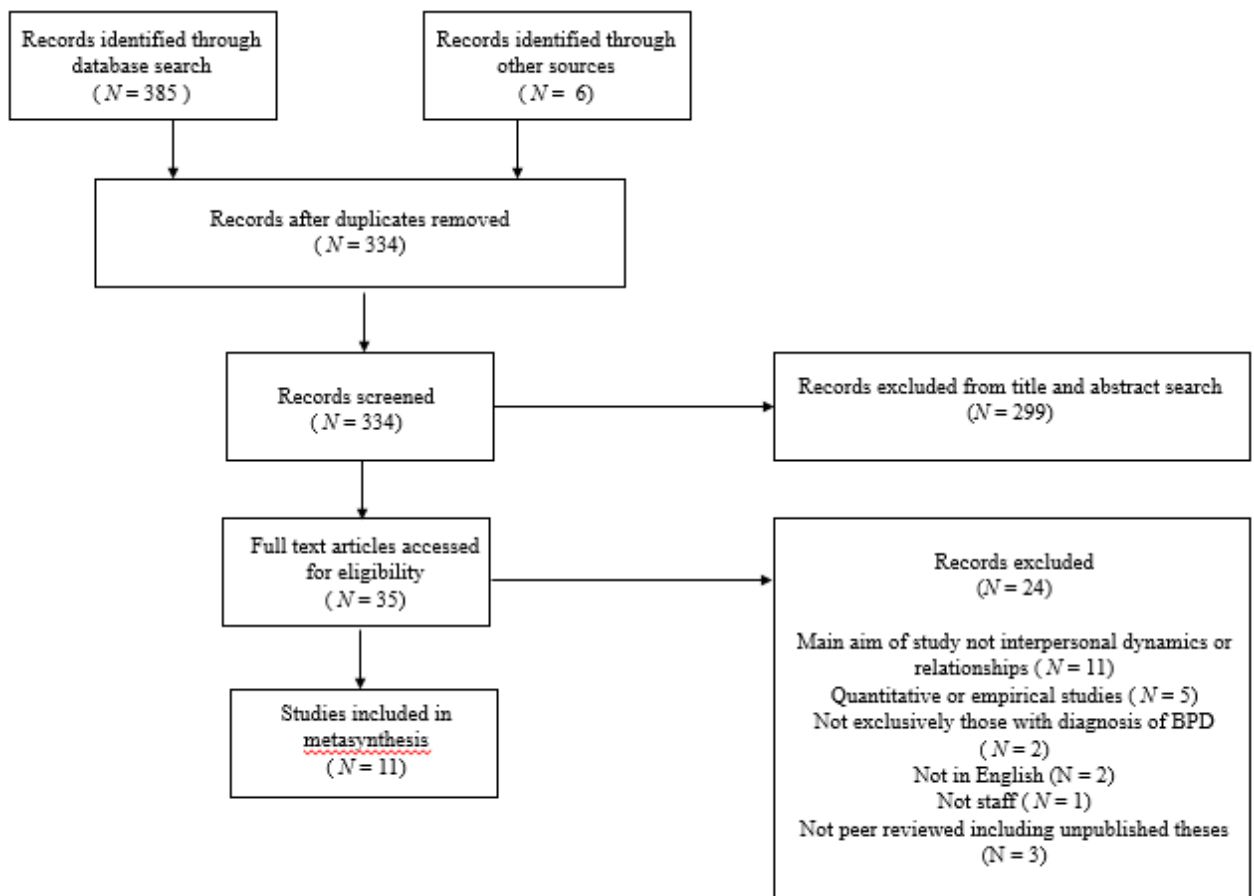 Records identified through
database search
( N = 385 )
Records identified through
other sources
( N =  6)
Records after duplicates removed
( N = 334)
Records screened
( N = 334)
Records excluded from title and abstract search
(N = 299)
Full text articles accessed
for eligibility
( N = 35)
Records excluded
(N = 24)
Main aim of study not interpersonal dynamics or
relationships ( N = 11)
Quantitative or empirical studies ( N = 5)
Not exclusively those with diagnosis of BPD
( N = 2)
Not in English (N = 2)
Not staff ( N = 1)
Not peer reviewed including unpublished theses
(N = 3)
Studies included in
metasynthesis
( N = 11)